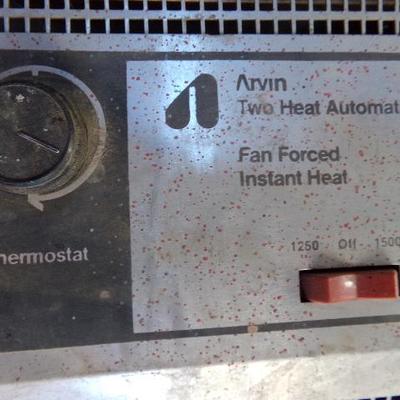 Arvin
Two Heat Automat
Fan Forced
Instant Heat
1250 Off 1500
hermostat